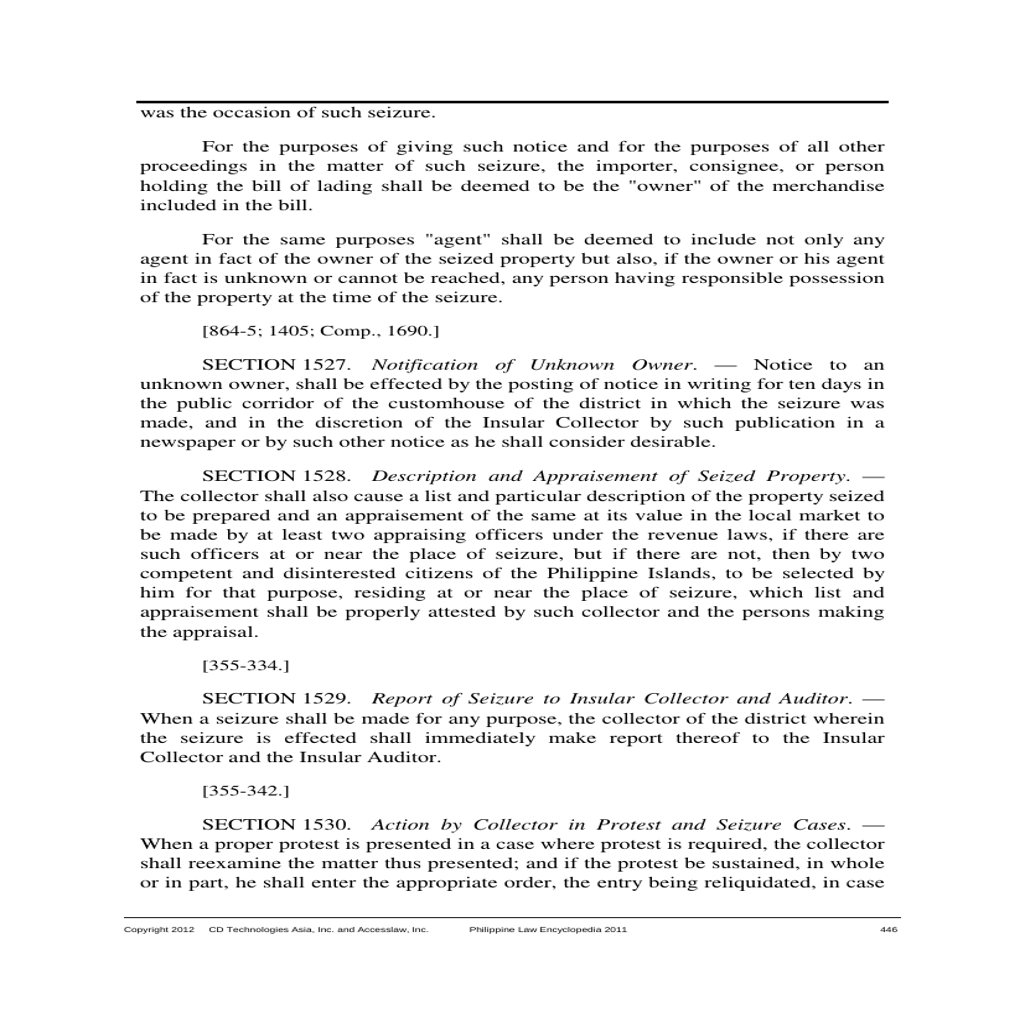 was the occasion of such seizure.
For the purposes of giving such notice and for the purposes of all other
proceedings in the matter of such seizure, the importer, consignee, or person
holding the bill of lading shall be deemed to be the "owner" of the merchandise
included in the bill.
For the same purposes "agent" shall be deemed to include not only any
agent in fact of the owner of the seized property but also, if the owner or his agent
in fact is unknown or cannot be reached, any person having responsible possession
of the property at the time of the seizure.
[864-5; 1405; Comp., 1690.]
SECTION 1527. Notification of Unknown Owner. — Notice to an
unknown owner, shall be effected by the posting of notice in writing for ten days in
the public corridor of the customhouse of the district in which the seizure was
made, and in the discretion of the Insular Collector by such publication in a
newspaper or by such other notice as he shall consider desirable.
SECTION 1528. Description and Appraisement of Seized Property. —
The collector shall also cause a list and particular description of the property seized
to be prepared and an appraisement of the same at its value in the local market to
be made by at least two appraising officers under the revenue laws, if there are
such officers at or near the place of seizure, but if there are not, then by two
competent and disinterested citizens of the Philippine Islands, to be selected by
him for that purpose, residing at or near the place of seizure, which list and
appraisement shall be properly attested by such collector and the persons making
the appraisal.
[355-334.]
SECTION 1529. Report of Seizure to Insular Collector and Auditor. —
When a seizure shall be made for any purpose, the collector of the district wherein
the seizure is effected shall immediately make report thereof to the Insular
Collector and the Insular Auditor.
[355-342.]
SECTION 1530. Action by Collector in Protest and Seizure Cases. —
When a proper protest is presented in a case where protest is required, the collector
shall reexamine the matter thus presented; and if the protest be sustained, in whole
or in part, he shall enter the appropriate order, the entry being reliquidated, in case
Copyright 2012 CD Technologies Asia, Inc. and Accesslaw, Inc. Philippine Law Encyclopedia 2011 446